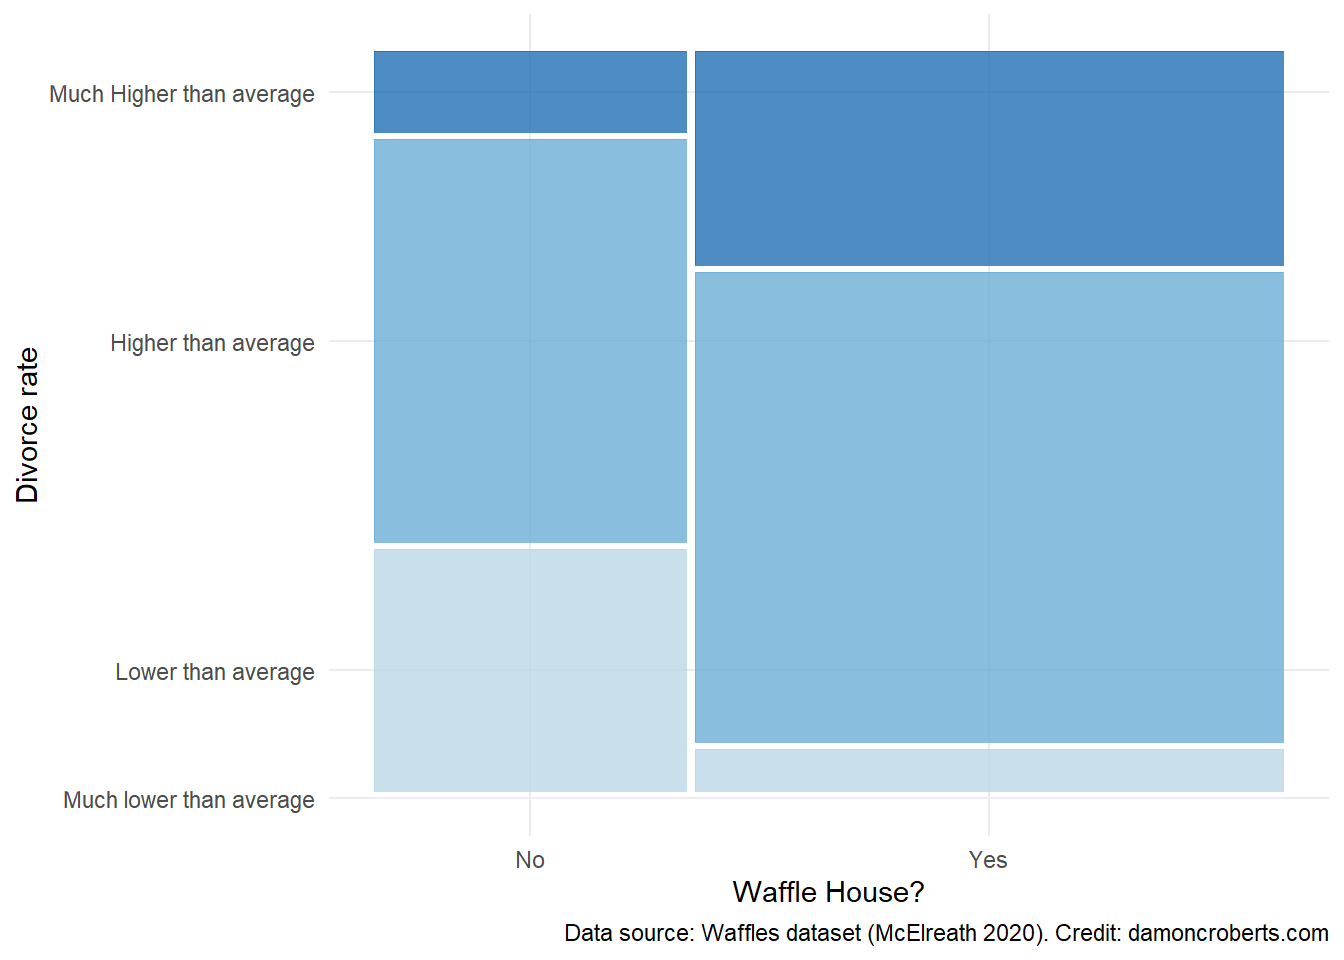 Much Higher than average
Higher than average
Lower than average
Much lower than average
Divorce rate
No
Yes
Waffle House?
Data source: Waffles dataset (McElreath 2020). Credit: damoncroberts.com